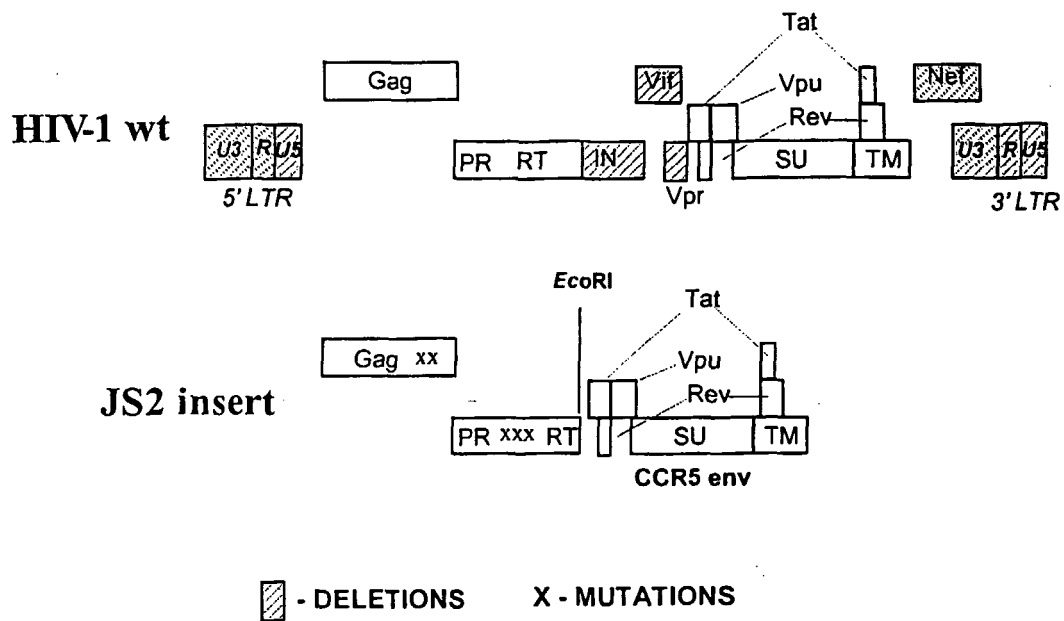 Tat
Gag
Vif
Vpu
Nef
HIV-1 wt
Rev
U3 R U5
PR RT IN
SU TM
U3 R U5
5' LTR
Vpr
3' LTR
EcoRI
Tat
Gag xx
Vpu
JS2 insert
Rev
PR xxx RT
SU TM
CCR5 env
- DELETIONS X - MUTATIONS